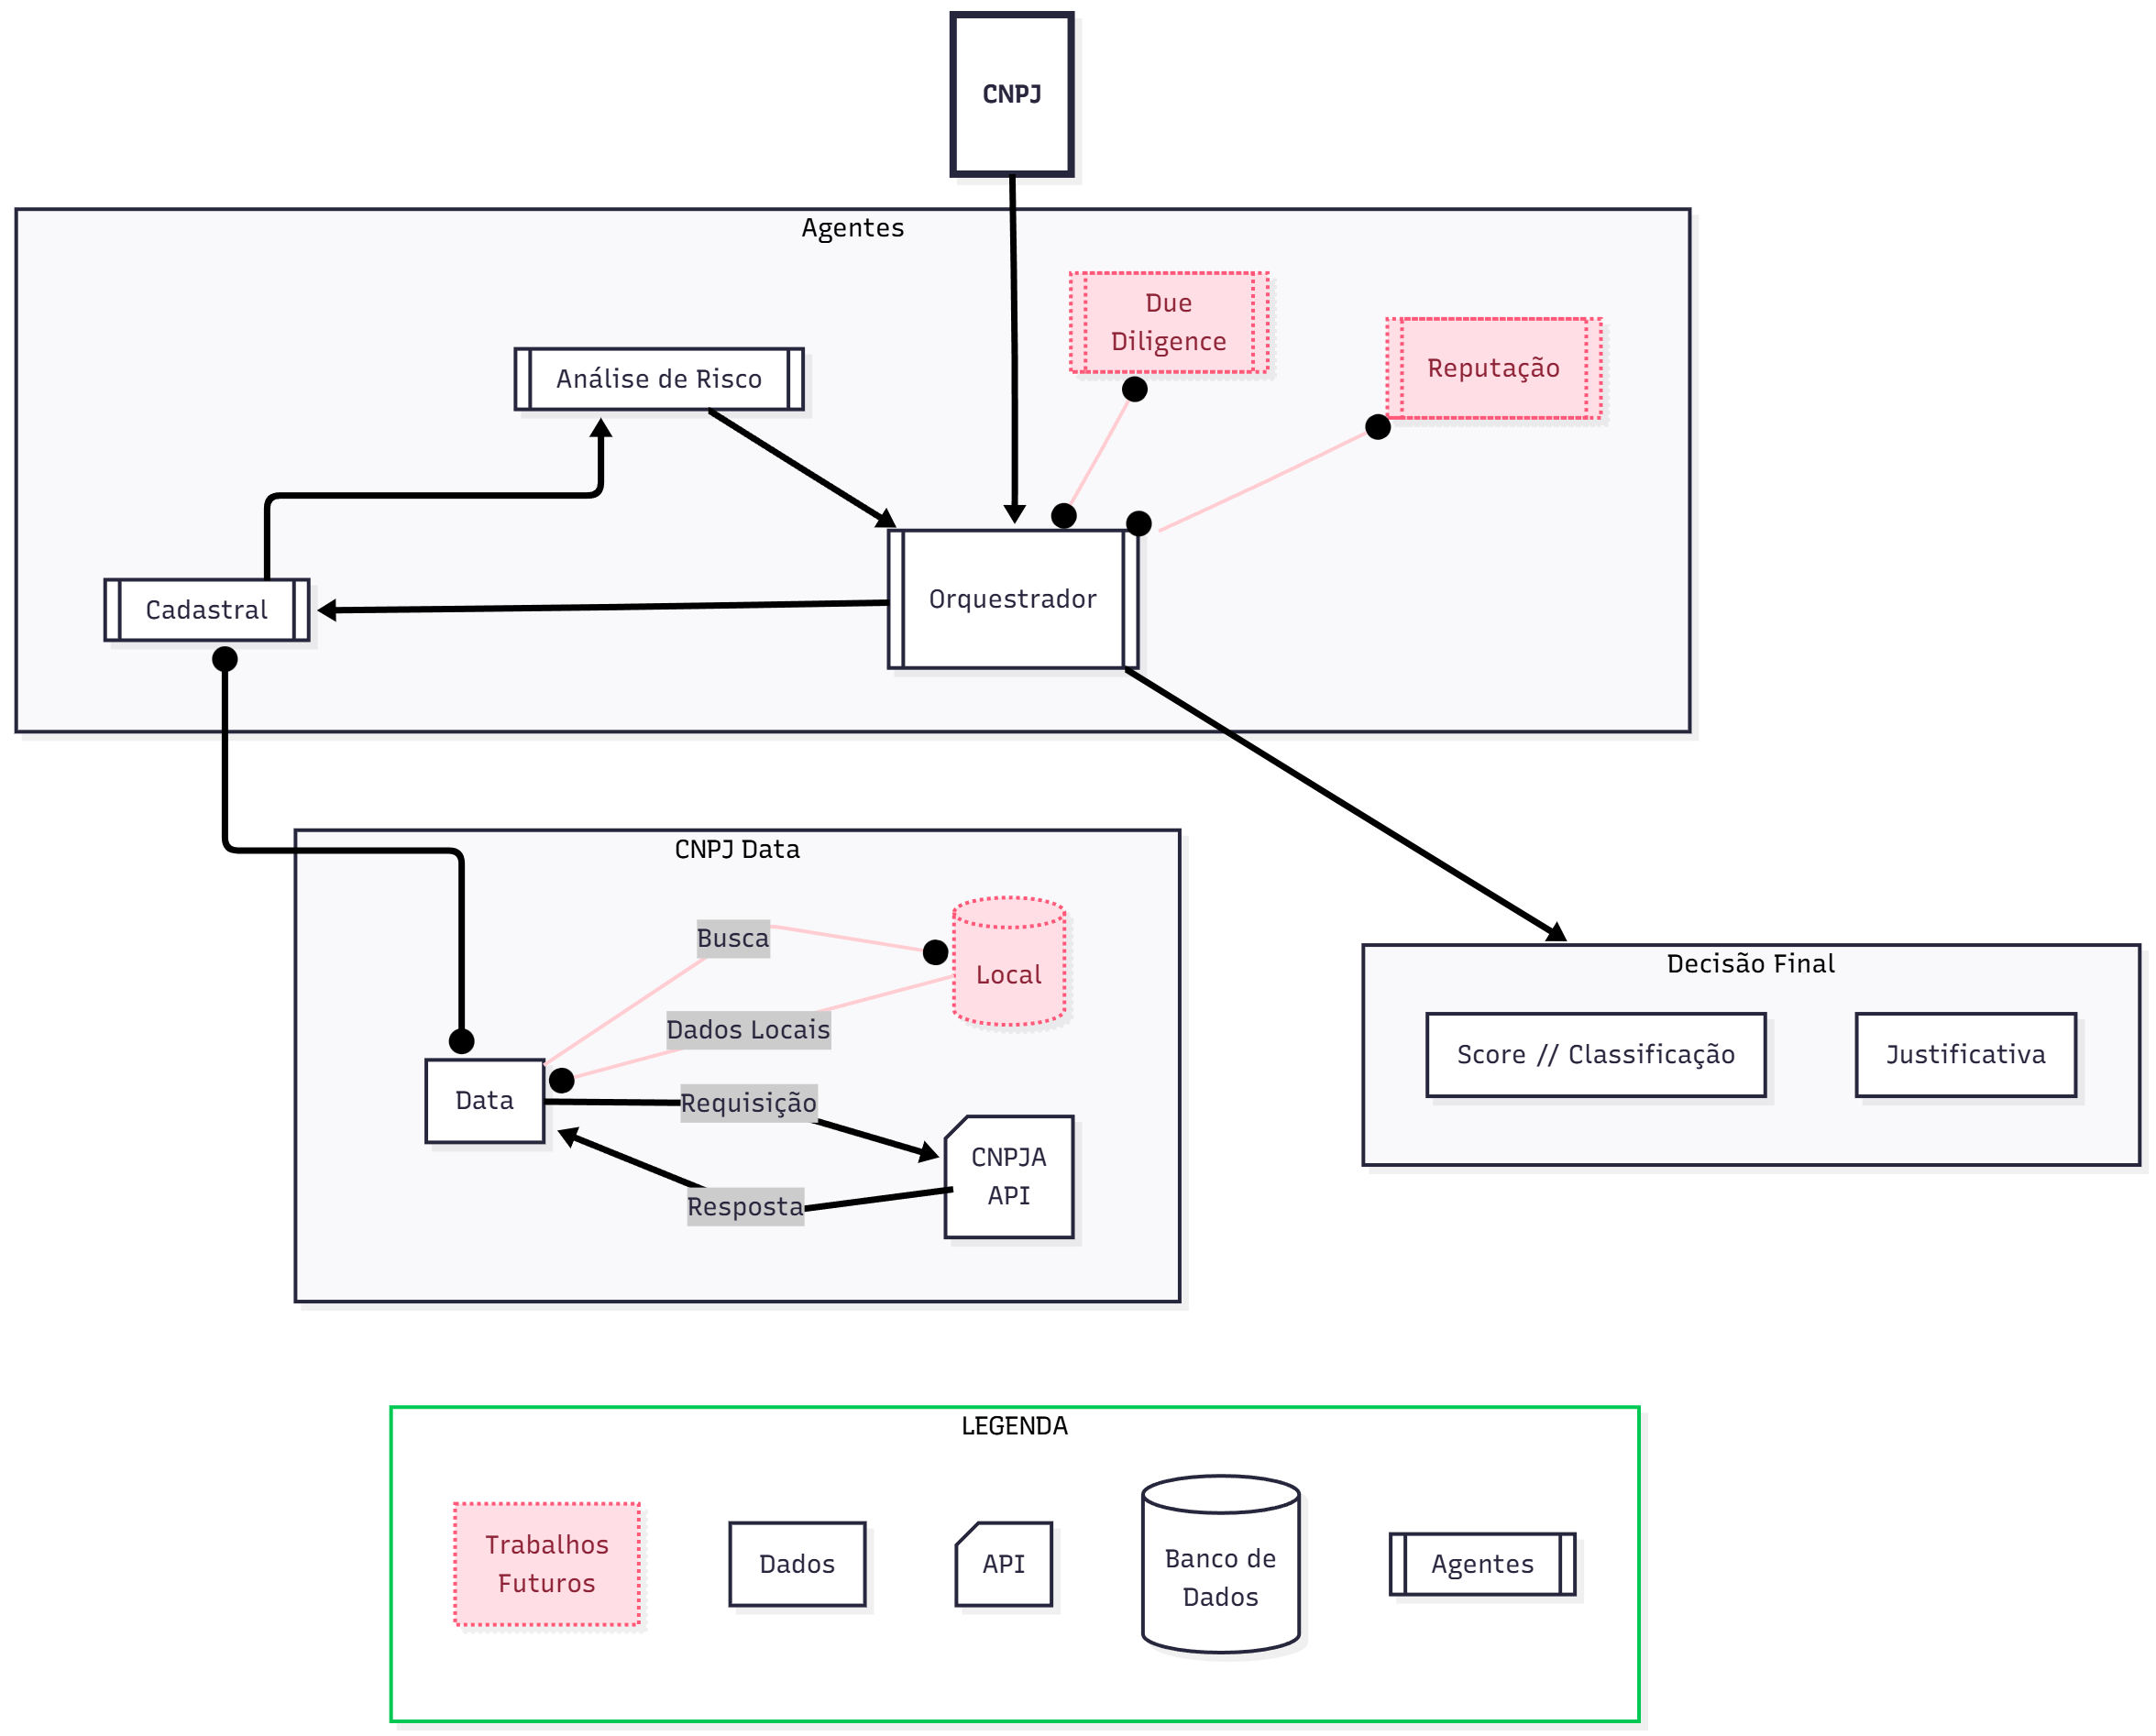 CNPJ
Agentes
Due
Diligence
Reputação
Análise de Risco
Orquestrador
Cadastral
CNPJ Data
Busca
Local
Dados Locais
Data
Requisição
CNPJA
API
Resposta
Decisão Final
Score // Classificação
Justificativa
LEGENDA
Trabalhos
Futuros
Dados
API
Banco de
Dados
Agentes